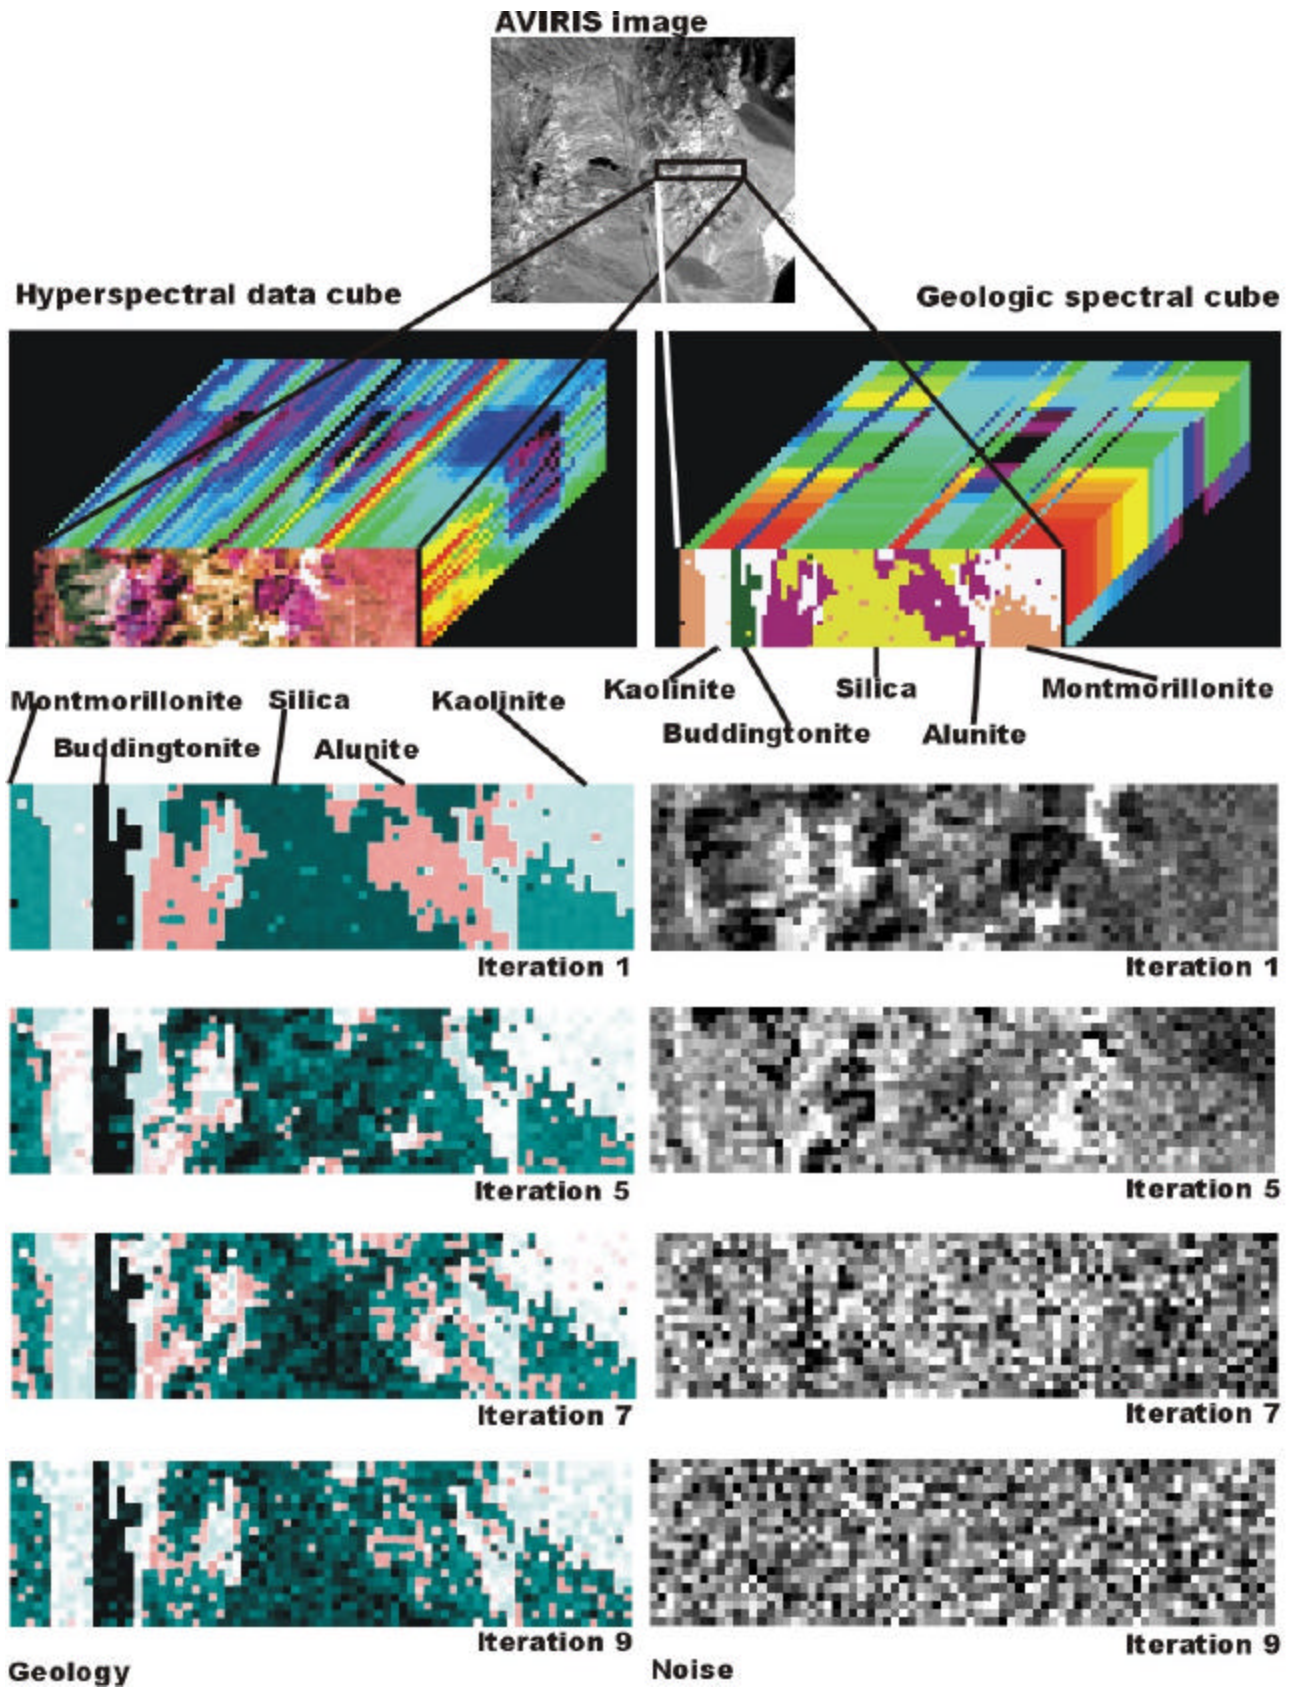 AVIRIS image
Hyperspectral data cube
Geologic spectral cube
Kaolinite
Silica
Montmorillonite
Buddingtonite
Alunite
Montmorillonite
Silica
Kaolinite
Buddingtonite
Alunite
Iteration 1
Iteration 1
Iteration 5
Iteration 5
Iteration 7
Iteration 7
Iteration 9
Iteration 9
Geology
Noise